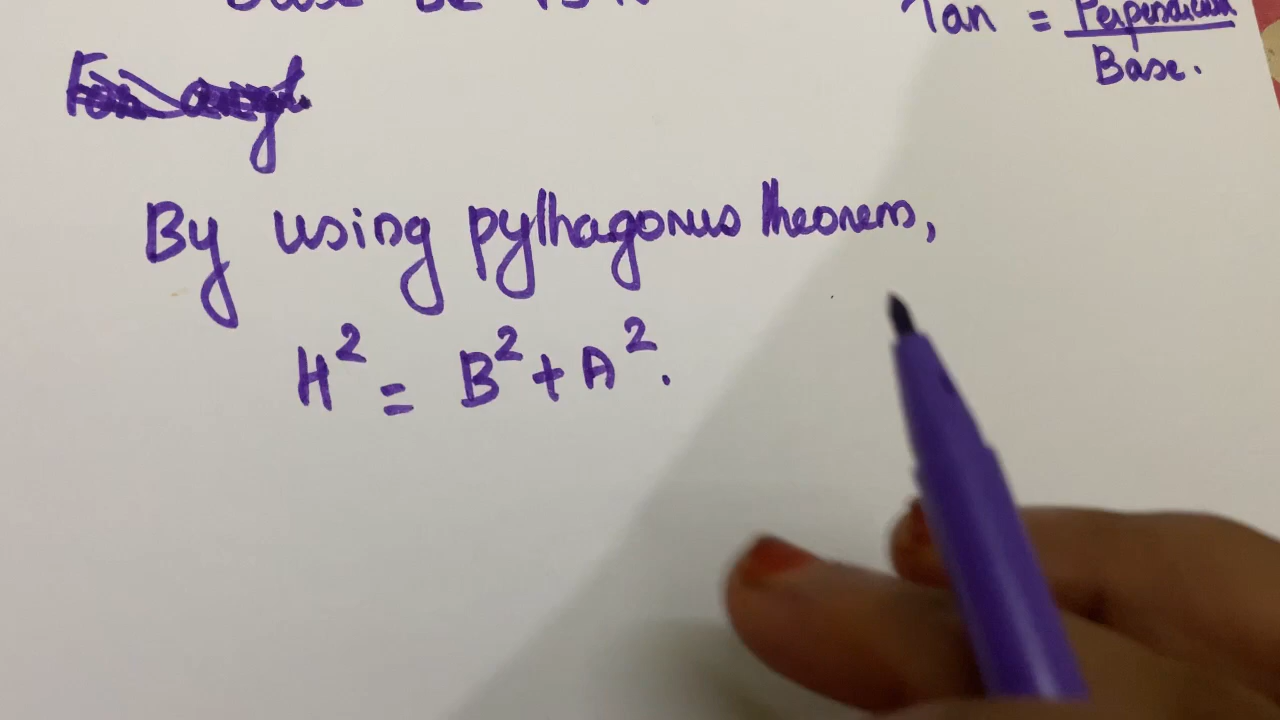 Tan = Perpendicular
Base.
By using pythagorus theorem,
H² = B² + A².